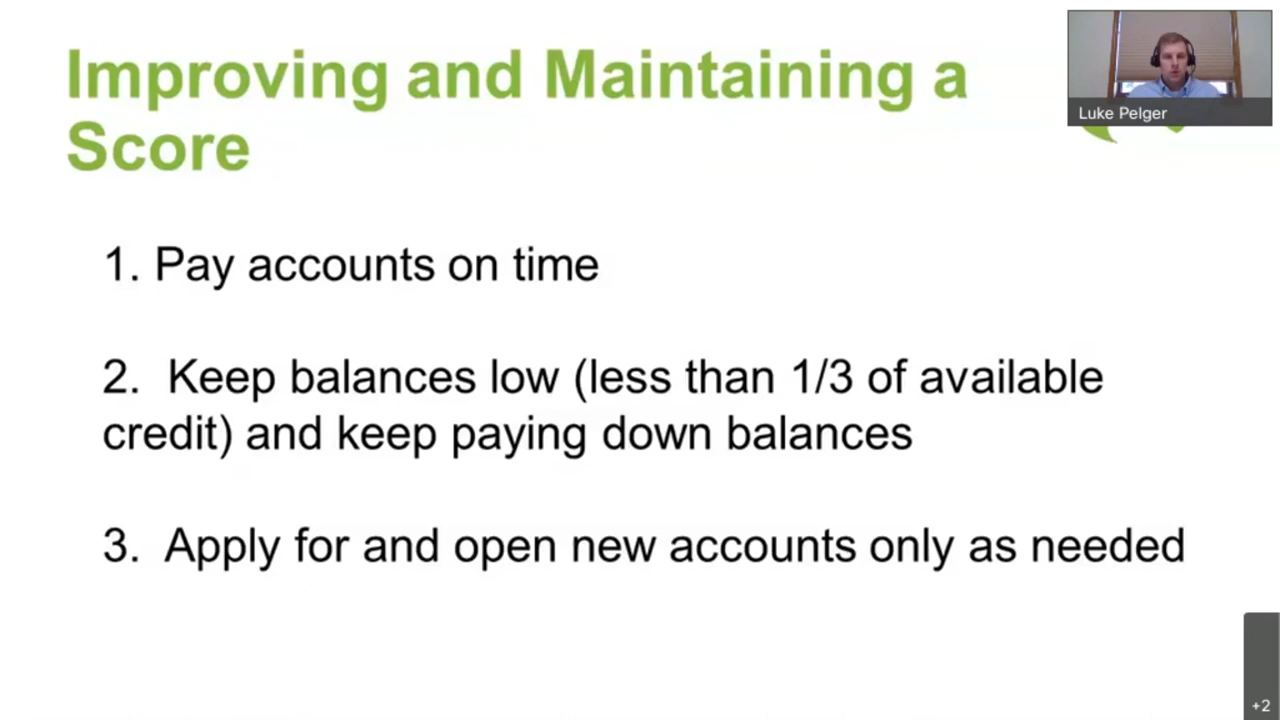 Improving and Maintaining a
Score
Luke Pelger
1. Pay accounts on time
2. Keep balances low (less than 1/3 of available
credit) and keep paying down balances
3. Apply for and open new accounts only as needed
+2